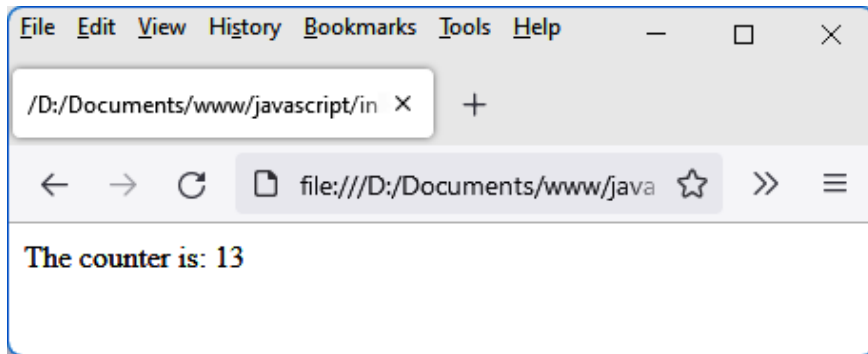 File Edit View History Bookmarks Tools Help
/D:/Documents/www/javascript/in
file:///D:/Documents/www/java
The counter is: 13